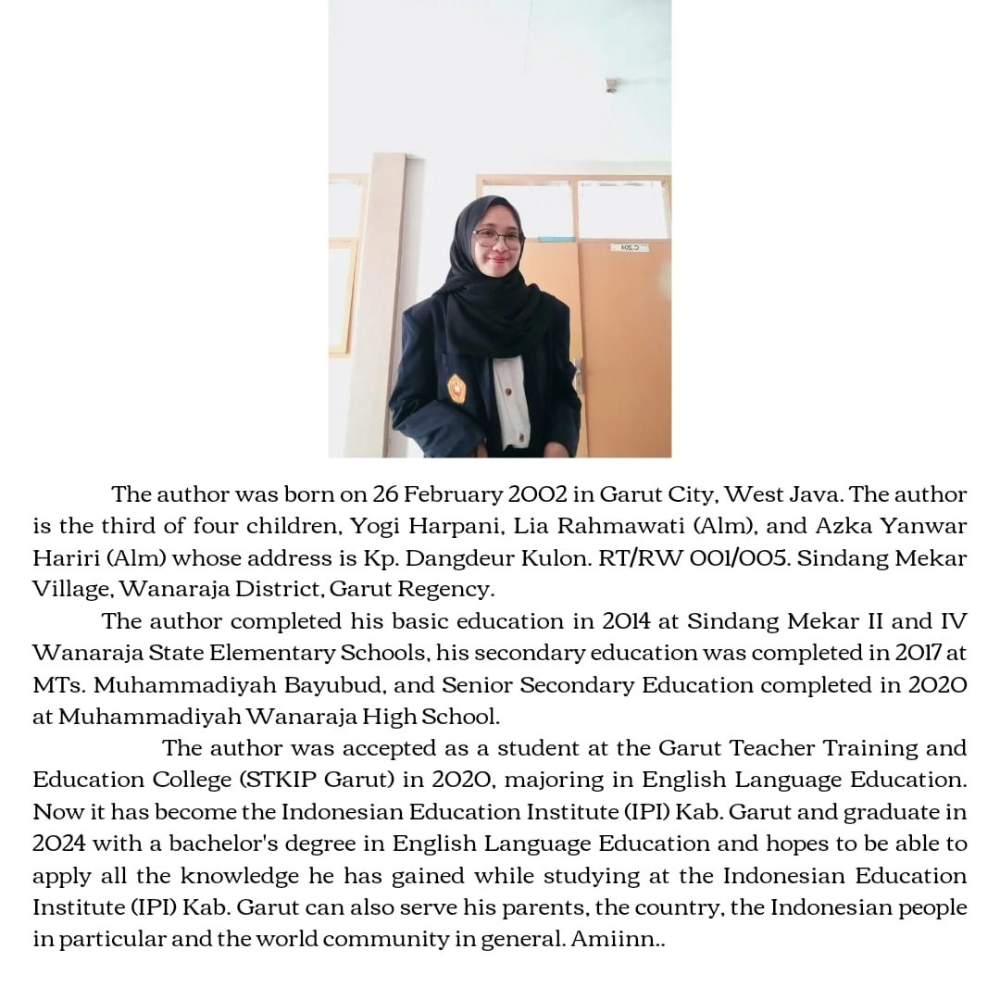 C.204
The author was born on 26 February 2002 in Garut City, West Java. The author
is the third of four children, Yogi Harpani, Lia Rahmawati (Alm), and Azka Yanwar
Hariri (Alm) whose address is Kp. Dangdeur Kulon. RT/RW 001/005. Sindang Mekar
Village, Wanaraja District, Garut Regency.
The author completed his basic education in 2014 at Sindang Mekar II and IV
Wanaraja State Elementary Schools, his secondary education was completed in 2017 at
MTs. Muhammadiyah Bayubud, and Senior Secondary Education completed in 2020
at Muhammadiyah Wanaraja High School.
The author was accepted as a student at the Garut Teacher Training and
Education College (STKIP Garut) in 2020, majoring in English Language Education.
Now it has become the Indonesian Education Institute (IPI) Kab. Garut and graduate in
2024 with a bachelor's degree in English Language Education and hopes to be able to
apply all the knowledge he has gained while studying at the Indonesian Education
Institute (IPI) Kab. Garut can also serve his parents, the country, the Indonesian people
in particular and the world community in general. Amiinn..